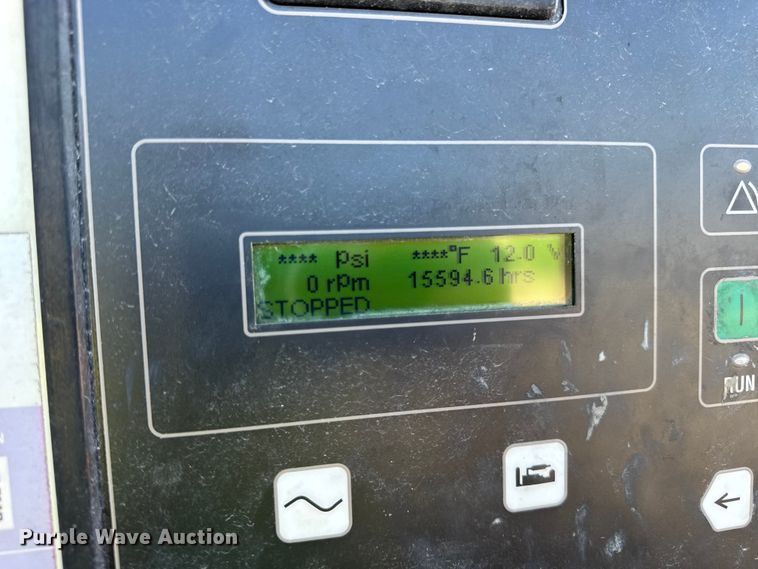 **** psi ****°F 12.0 V
0 rpm 15594.6 hrs
STOPPED
RUN
Purple Wave Auction